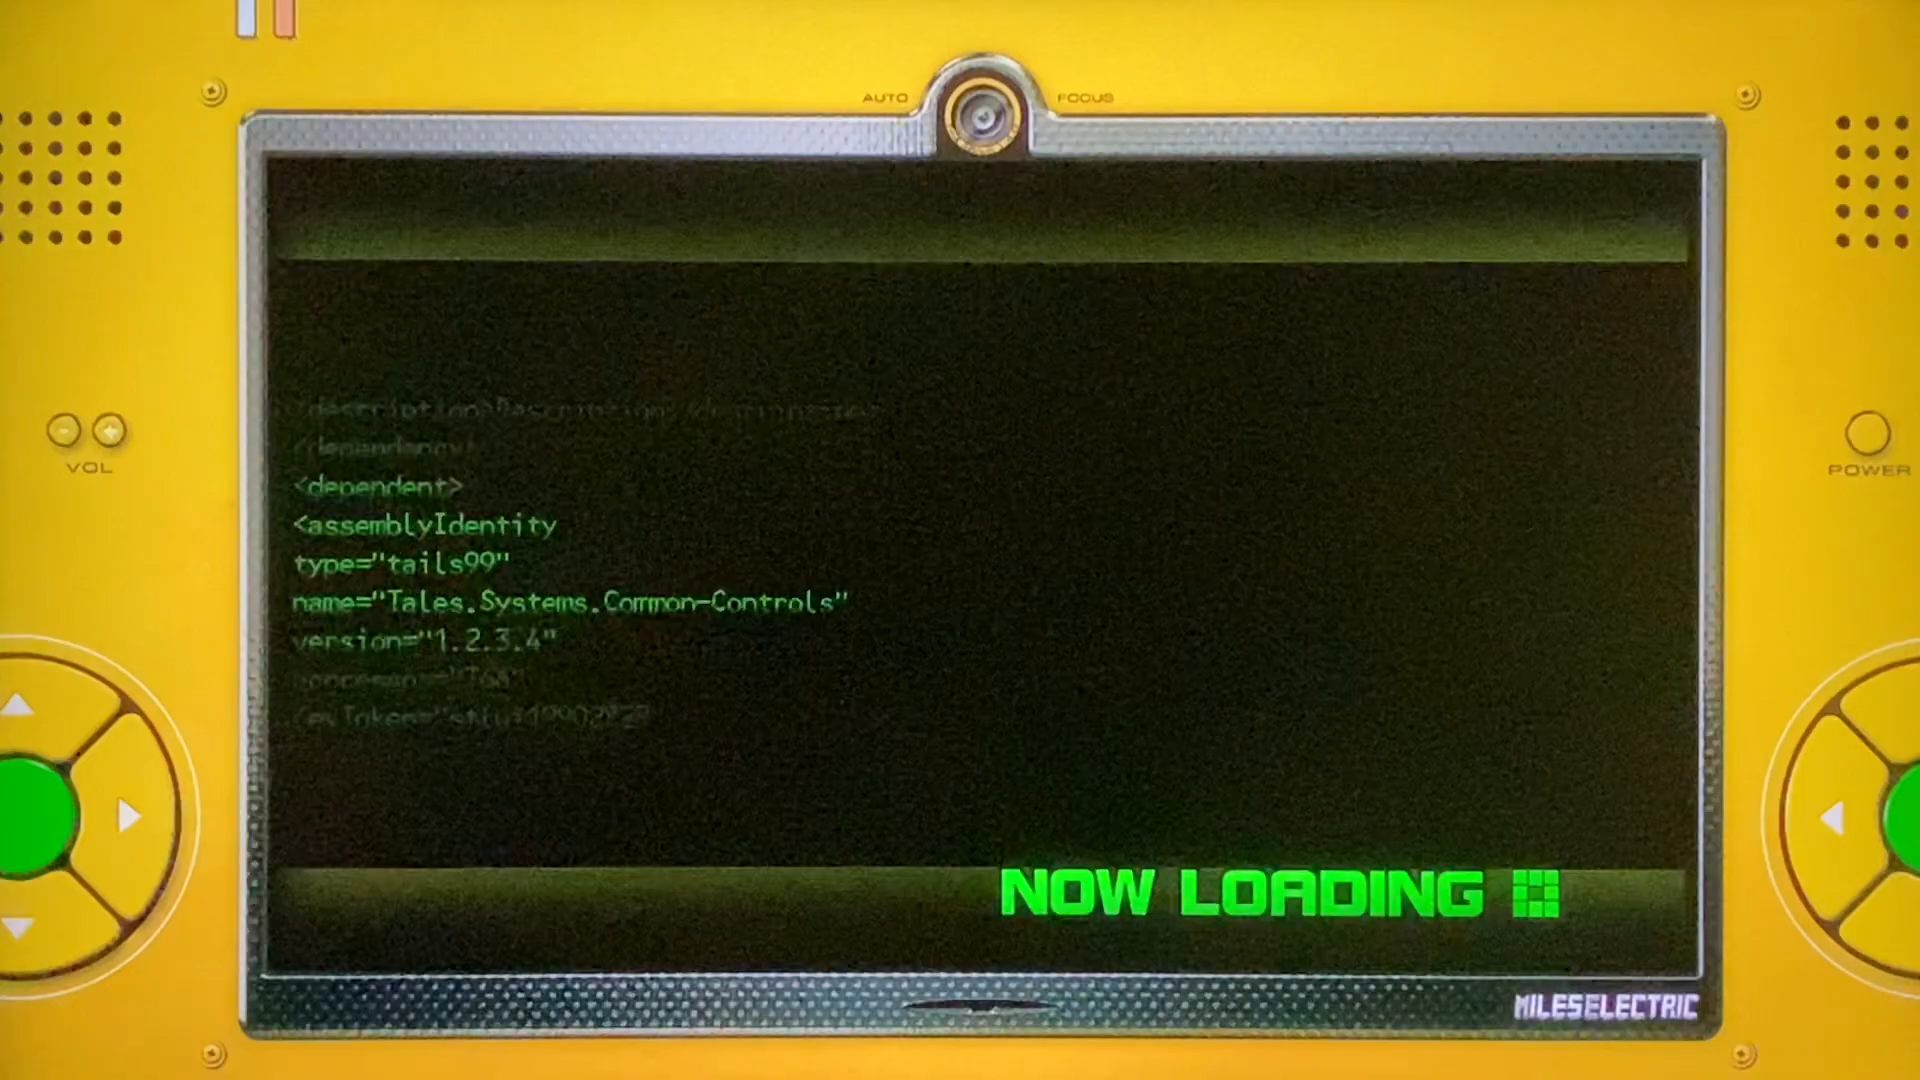 AUTO
FOCUS
<dependent>
<assemblyIdentity
type="tails99"
name="Tales.Systems.Common-Controls"
version="1.2.3.4"
VOL
POWER
NOW LOADING
MILESELECTRIC